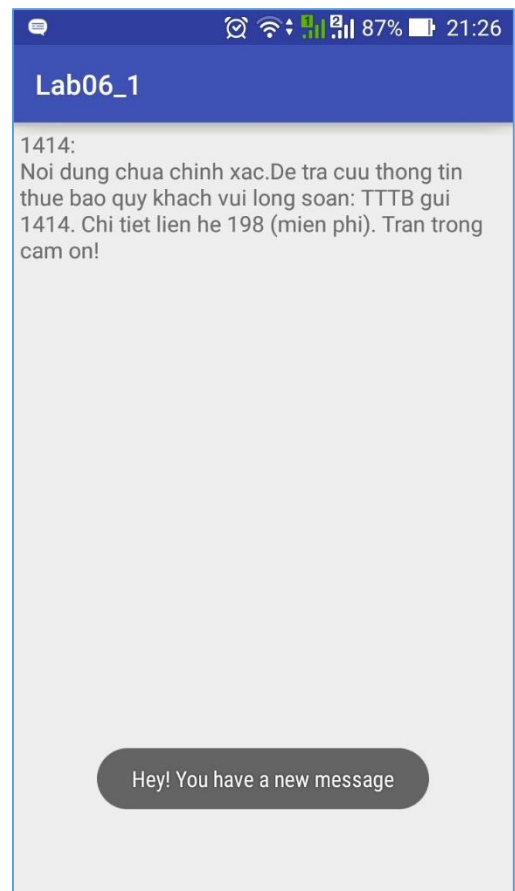 87% 21:26
Lab06_1
1414:
Noi dung chua chinh xac.De tra cuu thong tin
thue bao quy khach vui long soan: TTTB gui
1414. Chi tiet lien he 198 (mien phi). Tran trong
cam on!
Hey! You have a new message